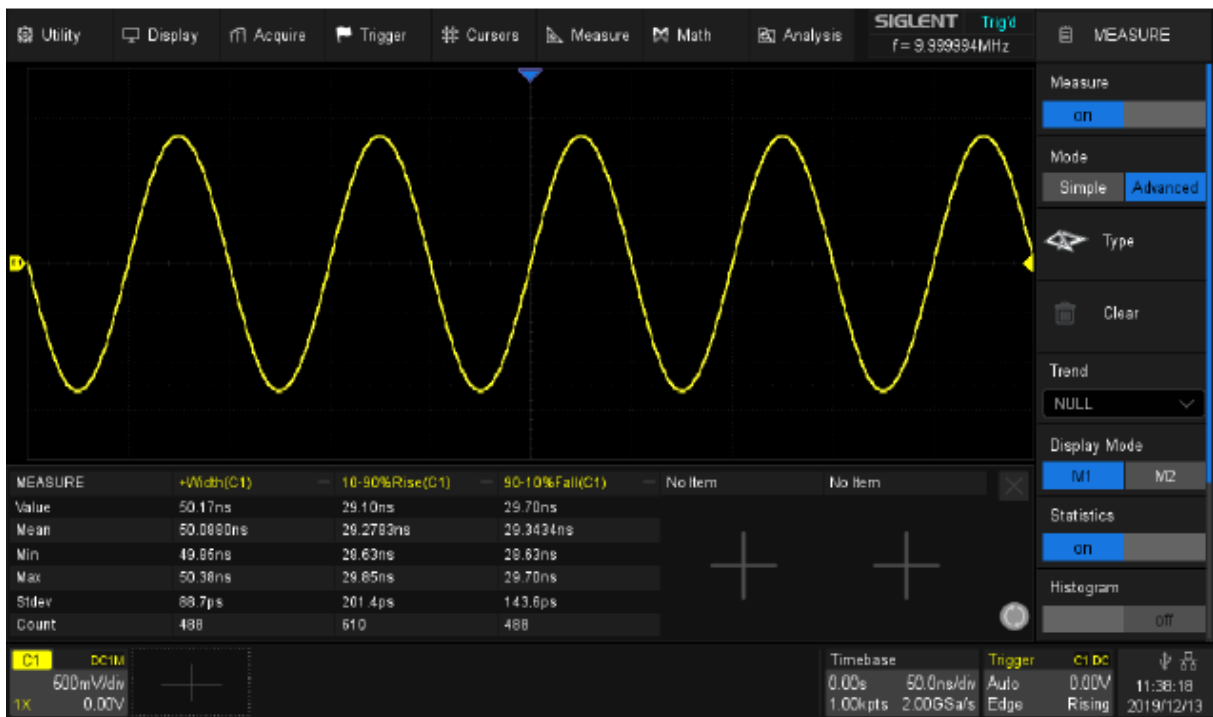 Utility Display Acquire Trigger Cursors Measure Math Analysis SIGLENT Trig'd MEASURE
f = 9.999994MHz
Measure
on
Mode
Simple Advanced
Type
Clear
Trend
NULL
Display Mode
M1 M2
Statistics
on
Histogram
off
C1
MEASURE +Width(C1) 10-90%Rise(C1) 90-10%Fall(C1) No Item No Item
Value 50.17ns 29.10ns 29.70ns
Mean 50.0880ns 29.2783ns 29.3434ns
Min 49.85ns 28.63ns 28.63ns
Max 50.38ns 29.85ns 29.70ns
Stdev 88.7ps 201.4ps 143.6ps
Count 488 610 488
C1 DC1M
500mV/div
1X 0.00V
Timebase
0.00s 50.0ns/div
1.00kpts 2.00GSa/s
Trigger C1 DC
Auto 0.00V
Edge Rising
11:38:18
2019/12/13